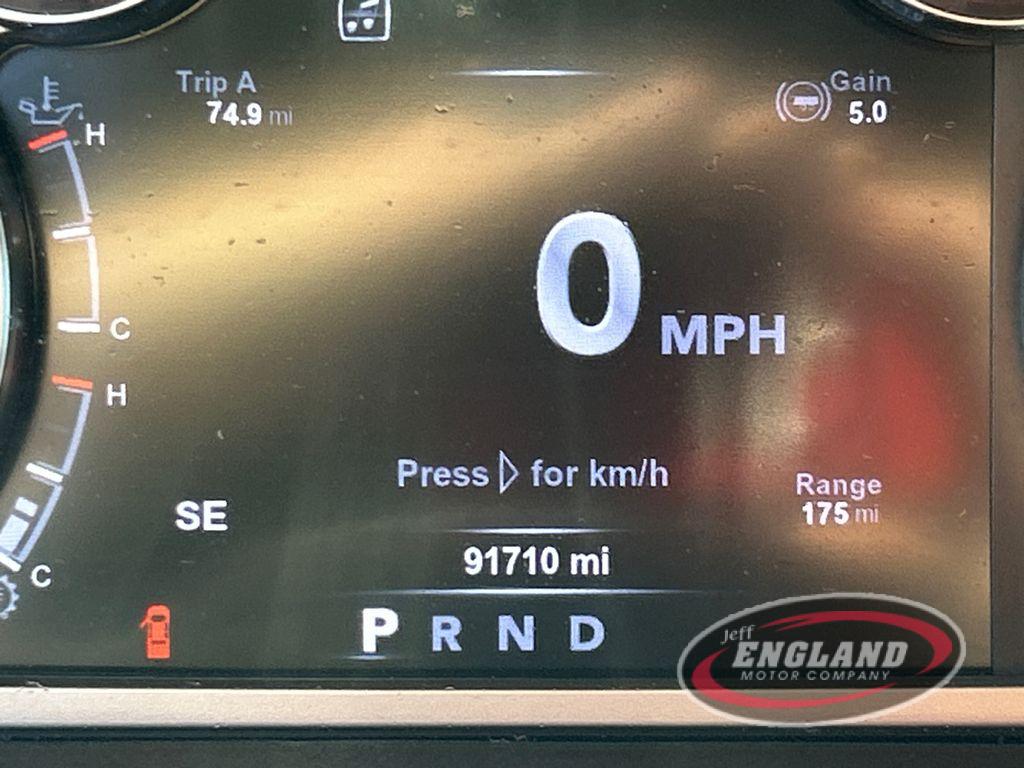 Trip A
74.9 mi
Gain
5.0
H
0 MPH
C
H
Press ▷ for km/h
Range
175 mi
SE
91710 mi
C
P R N D
Jeff
ENGLAND
MOTOR COMPANY